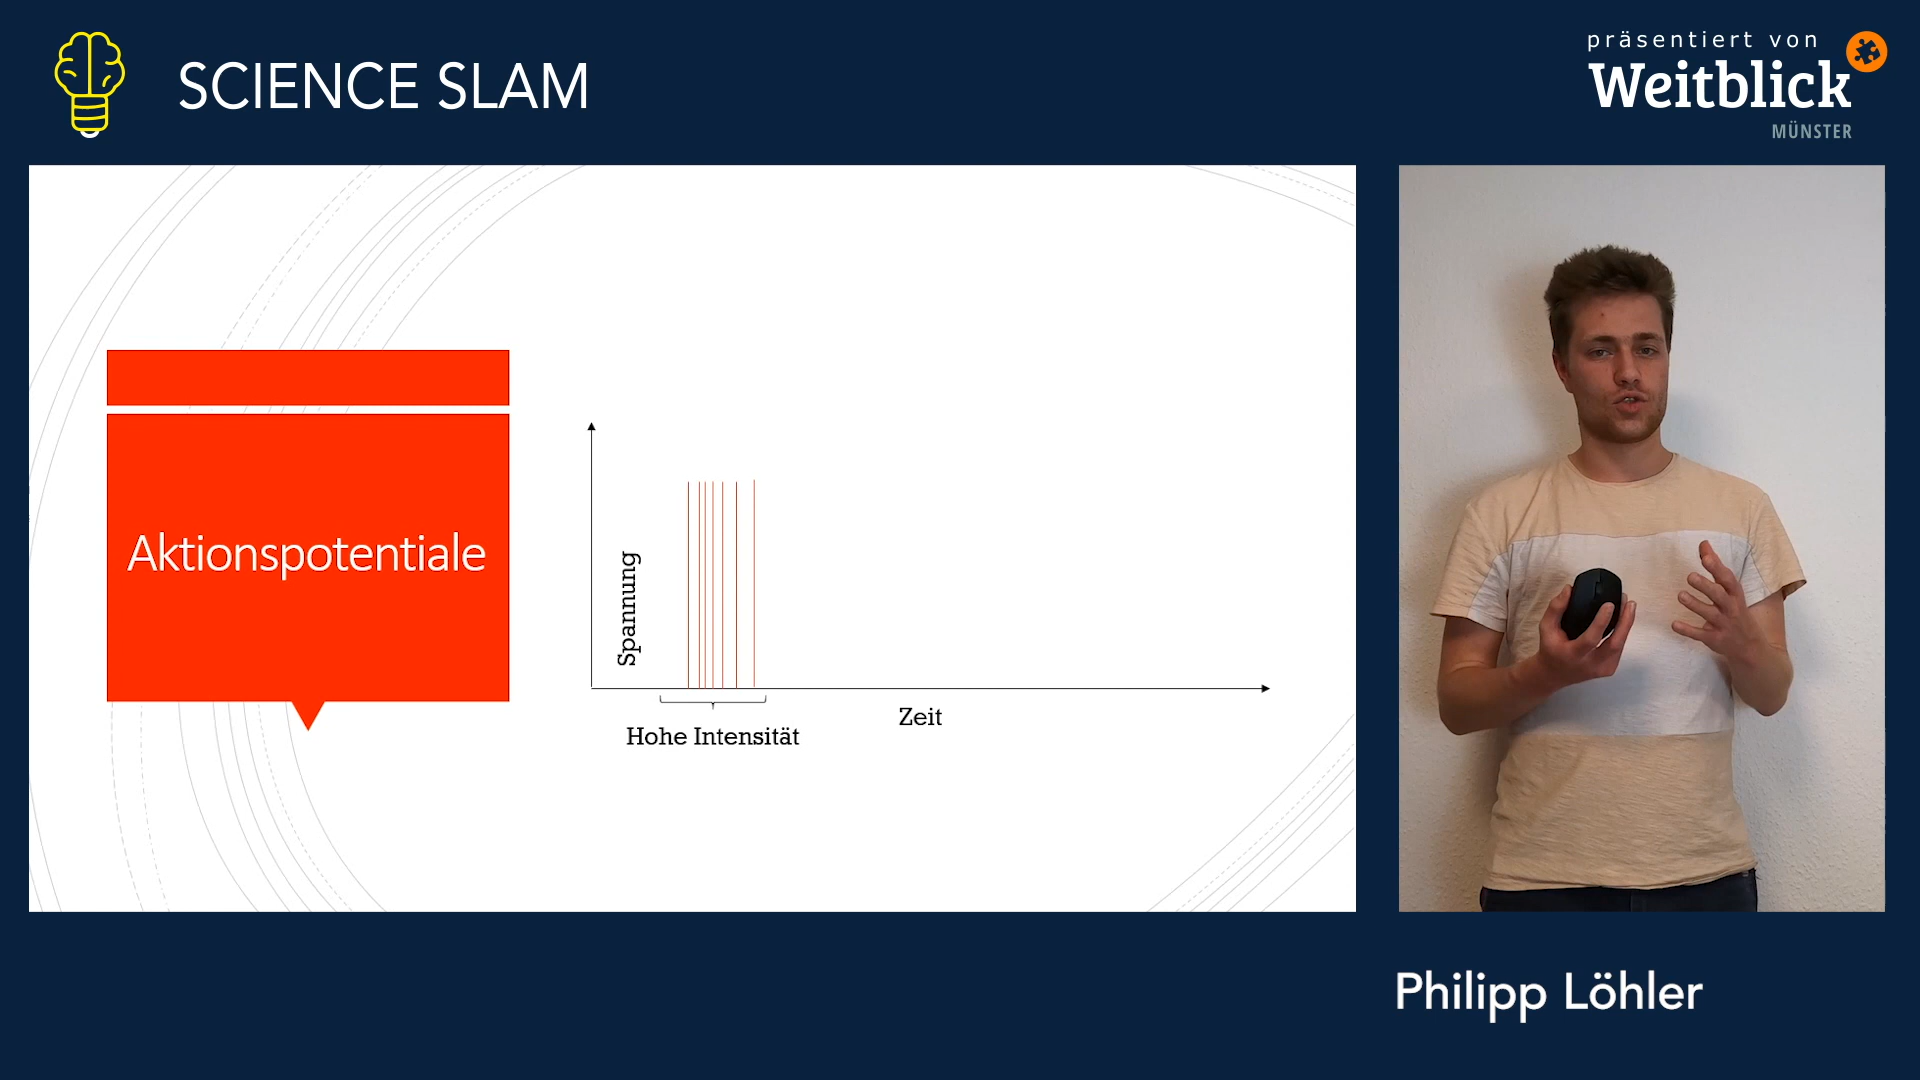 SCIENCE SLAM
präsentiert von
Weitblick
MÜNSTER
Aktionspotentiale
Spannung
Zeit
Hohe Intensität
Philipp Löhler